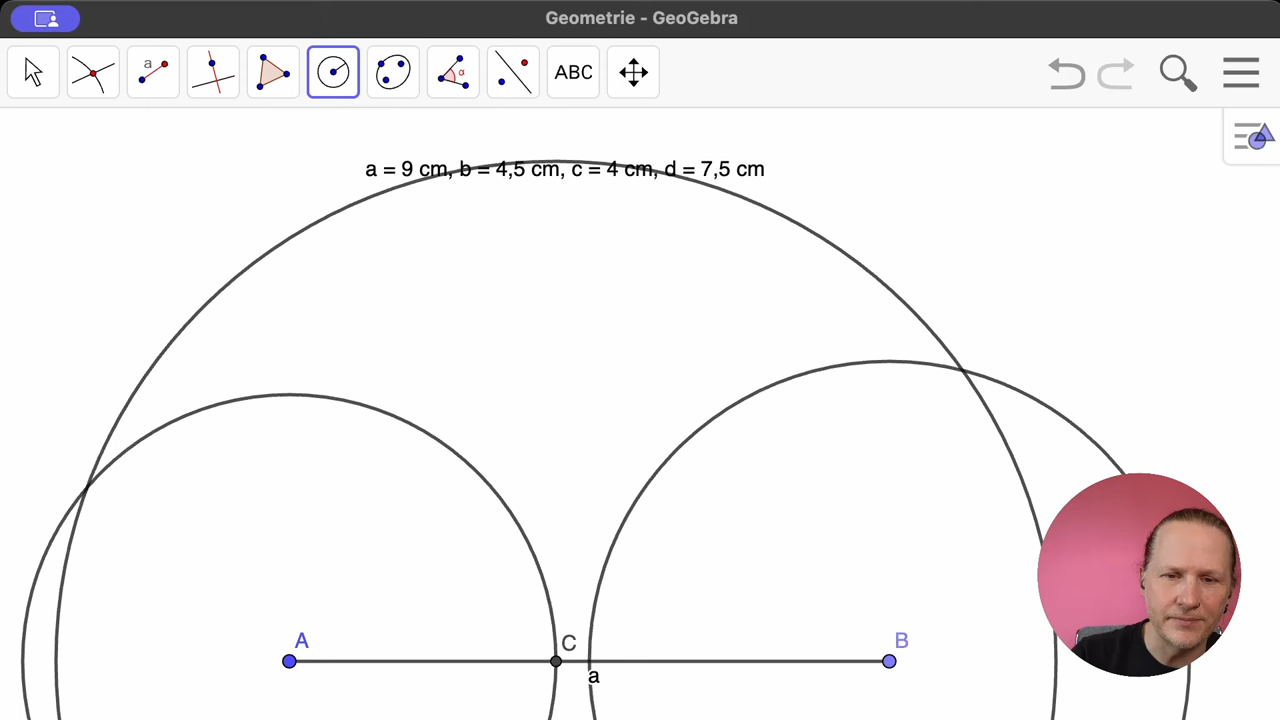 Geometrie - GeoGebra
a
α
ABC
a = 9 cm, b = 4,5 cm, c = 4 cm, d = 7,5 cm
A
C
B
a